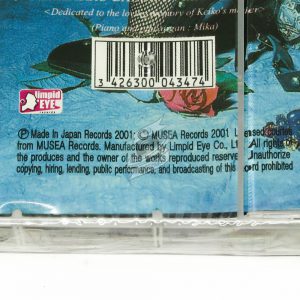 <Dedicated to the loving memory of Keiko's mother>
(Piano and : Mika)
3 426300 043474
limpid
EYE
Ⓟ Made In Japan Records 2001; © MUSEA Records 2001 Licensed courtesy
from MUSEA Records. Manufactured by Limpid Eye Co., Ltd. All rights of
the produces and the owner of the works reproduced reserved. Unauthorize
copying, hiring, lending, public performance, and broadcasting of this record prohibited